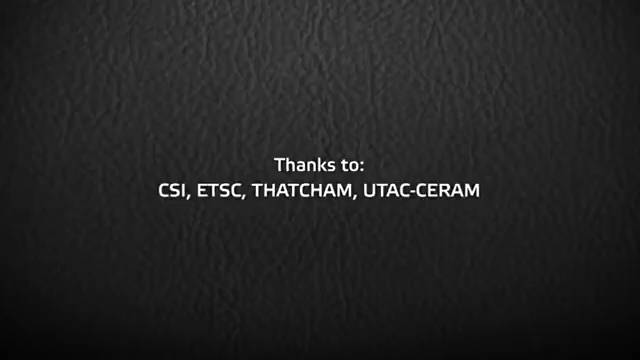 Thanks to:
CSI, ETSC, THATCHAM, UTAC-CERAM